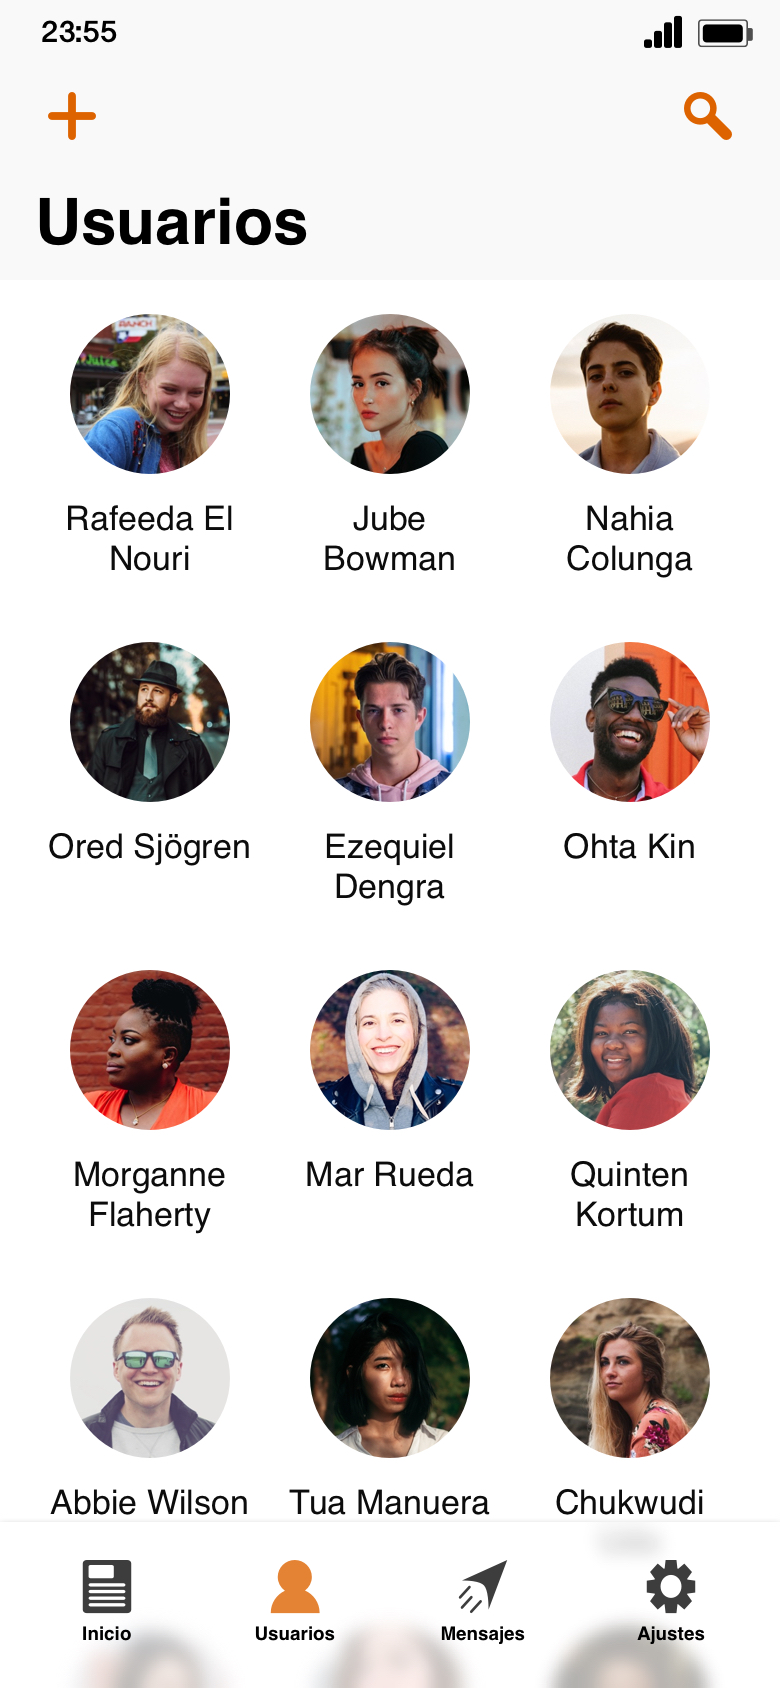 23:55
Usuarios
Rafeeda El
Nouri
Jube
Bowman
Nahia
Colunga
Ored Sjögren
Ezequiel
Dengra
Ohta Kin
Morganne
Flaherty
Mar Rueda
Quinten
Kortum
Abbie Wilson
Tua Manuera
Chukwudi
Inicio
Usuarios
Mensajes
Ajustes